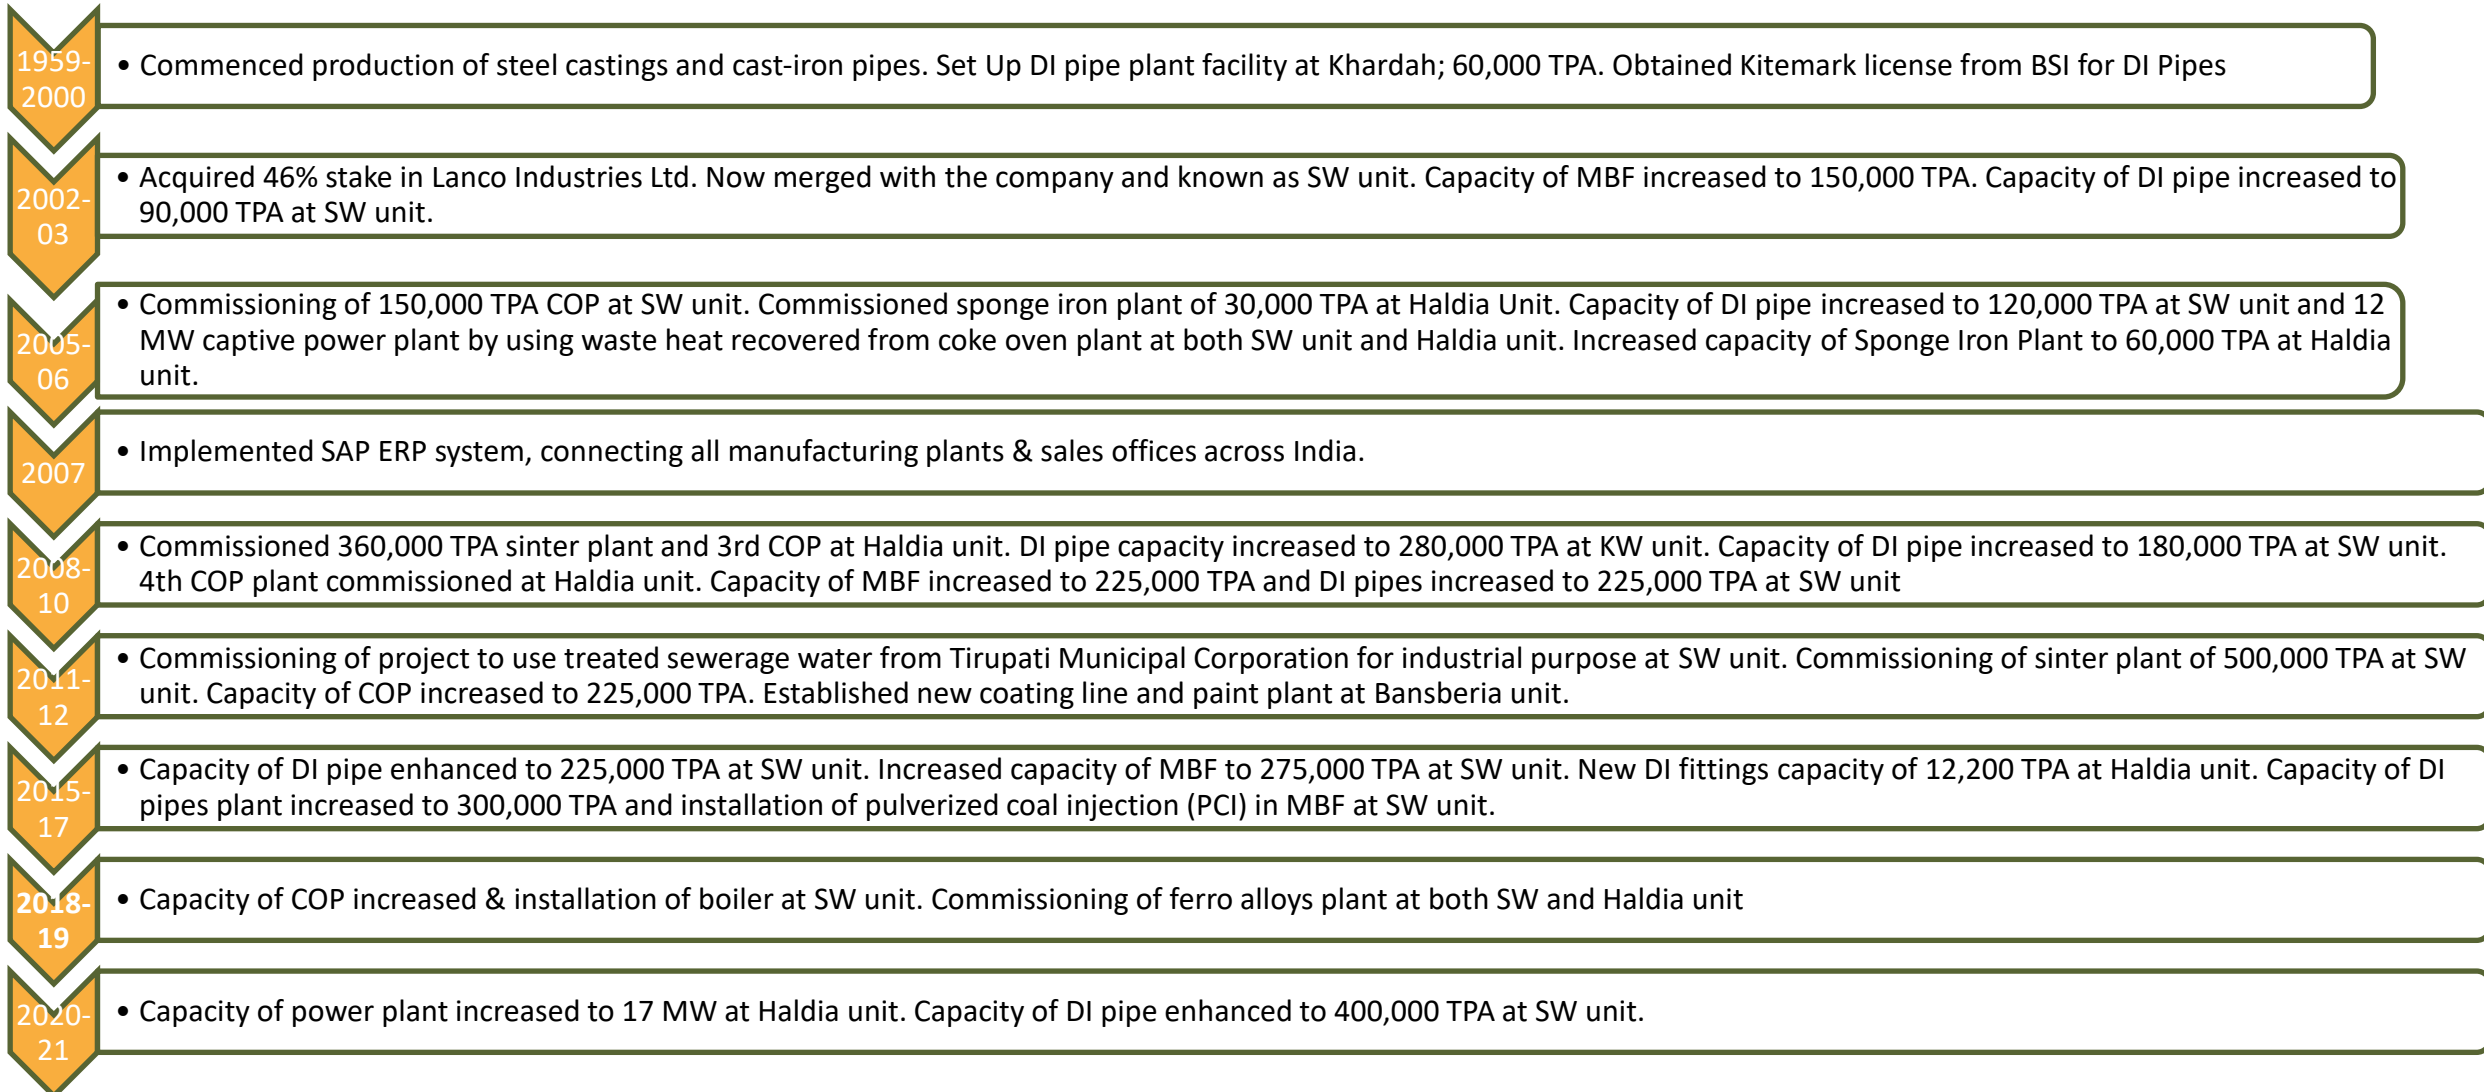 1959-
2000
• Commenced production of steel castings and cast-iron pipes. Set Up DI pipe plant facility at Khardah; 60,000 TPA. Obtained Kitemark license from BSI for DI Pipes
2002-
03
• Acquired 46% stake in Lanco Industries Ltd. Now merged with the company and known as SW unit. Capacity of MBF increased to 150,000 TPA. Capacity of DI pipe increased to
90,000 TPA at SW unit.
2005-
06
• Commissioning of 150,000 TPA COP at SW unit. Commissioned sponge iron plant of 30,000 TPA at Haldia Unit. Capacity of DI pipe increased to 120,000 TPA at SW unit and 12
MW captive power plant by using waste heat recovered from coke oven plant at both SW unit and Haldia unit. Increased capacity of Sponge Iron Plant to 60,000 TPA at Haldia
unit.
2007
• Implemented SAP ERP system, connecting all manufacturing plants & sales offices across India.
2008-
10
• Commissioned 360,000 TPA sinter plant and 3rd COP at Haldia unit. DI pipe capacity increased to 280,000 TPA at KW unit. Capacity of DI pipe increased to 180,000 TPA at SW unit.
4th COP plant commissioned at Haldia unit. Capacity of MBF increased to 225,000 TPA and DI pipes increased to 225,000 TPA at SW unit
2011-
12
• Commissioning of project to use treated sewerage water from Tirupati Municipal Corporation for industrial purpose at SW unit. Commissioning of sinter plant of 500,000 TPA at SW
unit. Capacity of COP increased to 225,000 TPA. Established new coating line and paint plant at Bansberia unit.
2015-
17
• Capacity of DI pipe enhanced to 225,000 TPA at SW unit. Increased capacity of MBF to 275,000 TPA at SW unit. New DI fittings capacity of 12,200 TPA at Haldia unit. Capacity of DI
pipes plant increased to 300,000 TPA and installation of pulverized coal injection (PCI) in MBF at SW unit.
2018-
19
• Capacity of COP increased & installation of boiler at SW unit. Commissioning of ferro alloys plant at both SW and Haldia unit
2020-
21
• Capacity of power plant increased to 17 MW at Haldia unit. Capacity of DI pipe enhanced to 400,000 TPA at SW unit.